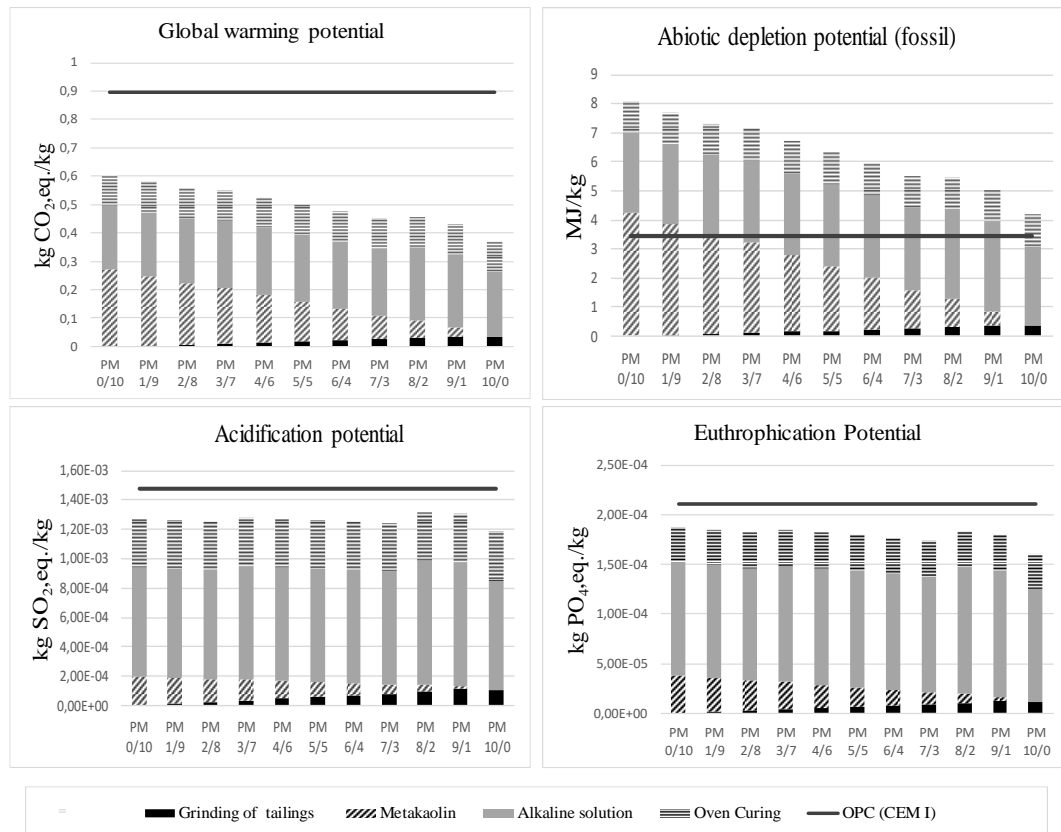 Global warming potential
kg CO2,eq./kg
1
0,9
0,8
0,7
0,6
0,5
0,4
0,3
0,2
0,1
0
PM PM PM PM PM PM PM PM PM PM PM
0/10 1/9 2/8 3/7 4/6 5/5 6/4 7/3 8/2 9/1 10/0
Abiotic depletion potential (fossil)
MJ/kg
9
8
7
6
5
4
3
2
1
0
PM PM PM PM PM PM PM PM PM PM PM
0/10 1/9 2/8 3/7 4/6 5/5 6/4 7/3 8/2 9/1 10/0
Acidification potential
kg SO2,eq./kg
1,60E-03
1,40E-03
1,20E-03
1,00E-03
8,00E-04
6,00E-04
4,00E-04
2,00E-04
0,00E+00
PM PM PM PM PM PM PM PM PM PM PM
0/10 1/9 2/8 3/7 4/6 5/5 6/4 7/3 8/2 9/1 10/0
Euthrophication Potential
kg PO4,eq./kg
2,50E-04
2,00E-04
1,50E-04
1,00E-04
5,00E-05
0,00E+00
PM PM PM PM PM PM PM PM PM PM PM
0/10 1/9 2/8 3/7 4/6 5/5 6/4 7/3 8/2 9/1 10/0
Grinding of tailings Metakaolin Alkaline solution Oven Curing OPC (CEM I)